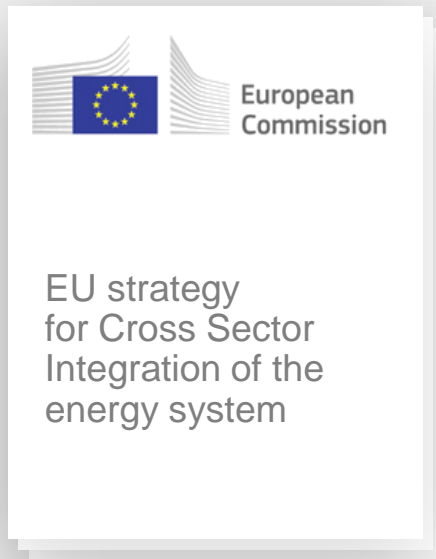 European
Commission
EU strategy
for Cross Sector
Integration of the
energy system